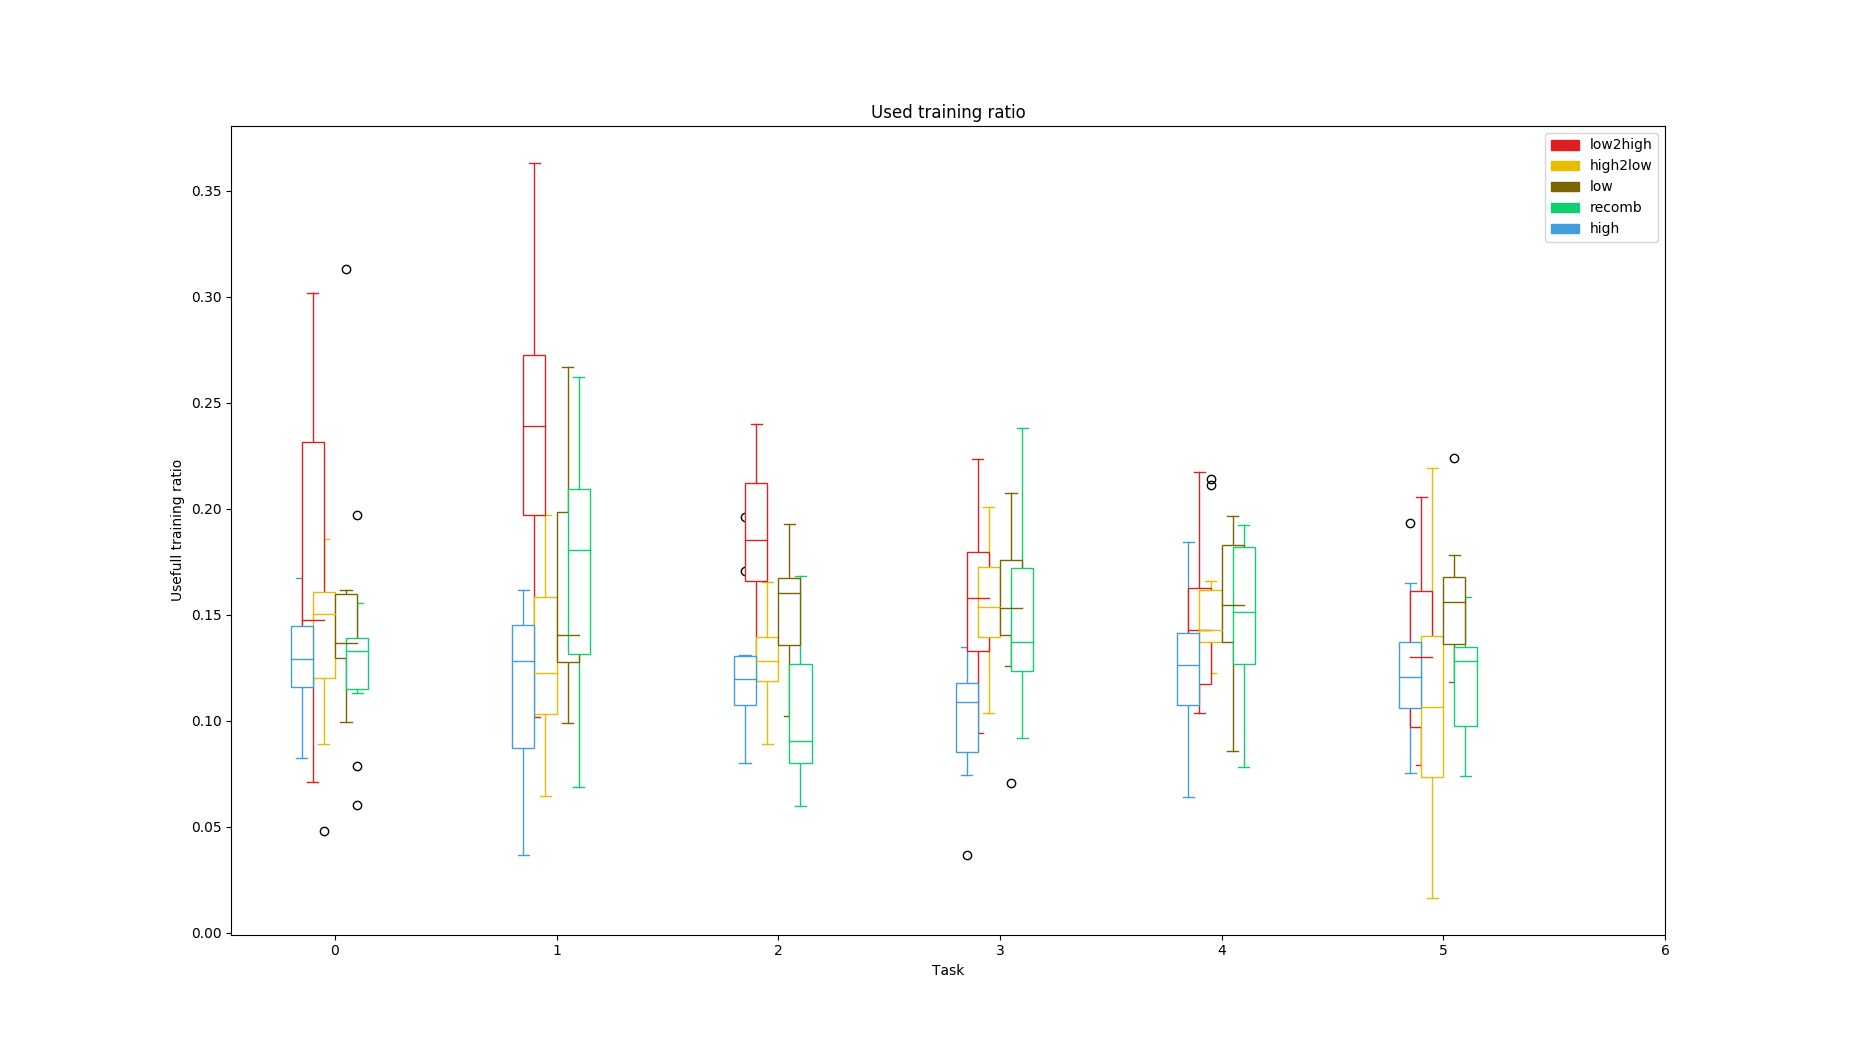 Used training ratio
low2high
high2low
low
recomb
high
0.35
0.30
0.25
0.20
0.15
0.10
0.05
0.00
Usefull training ratio
0 1 2 3 4 5 6
Task